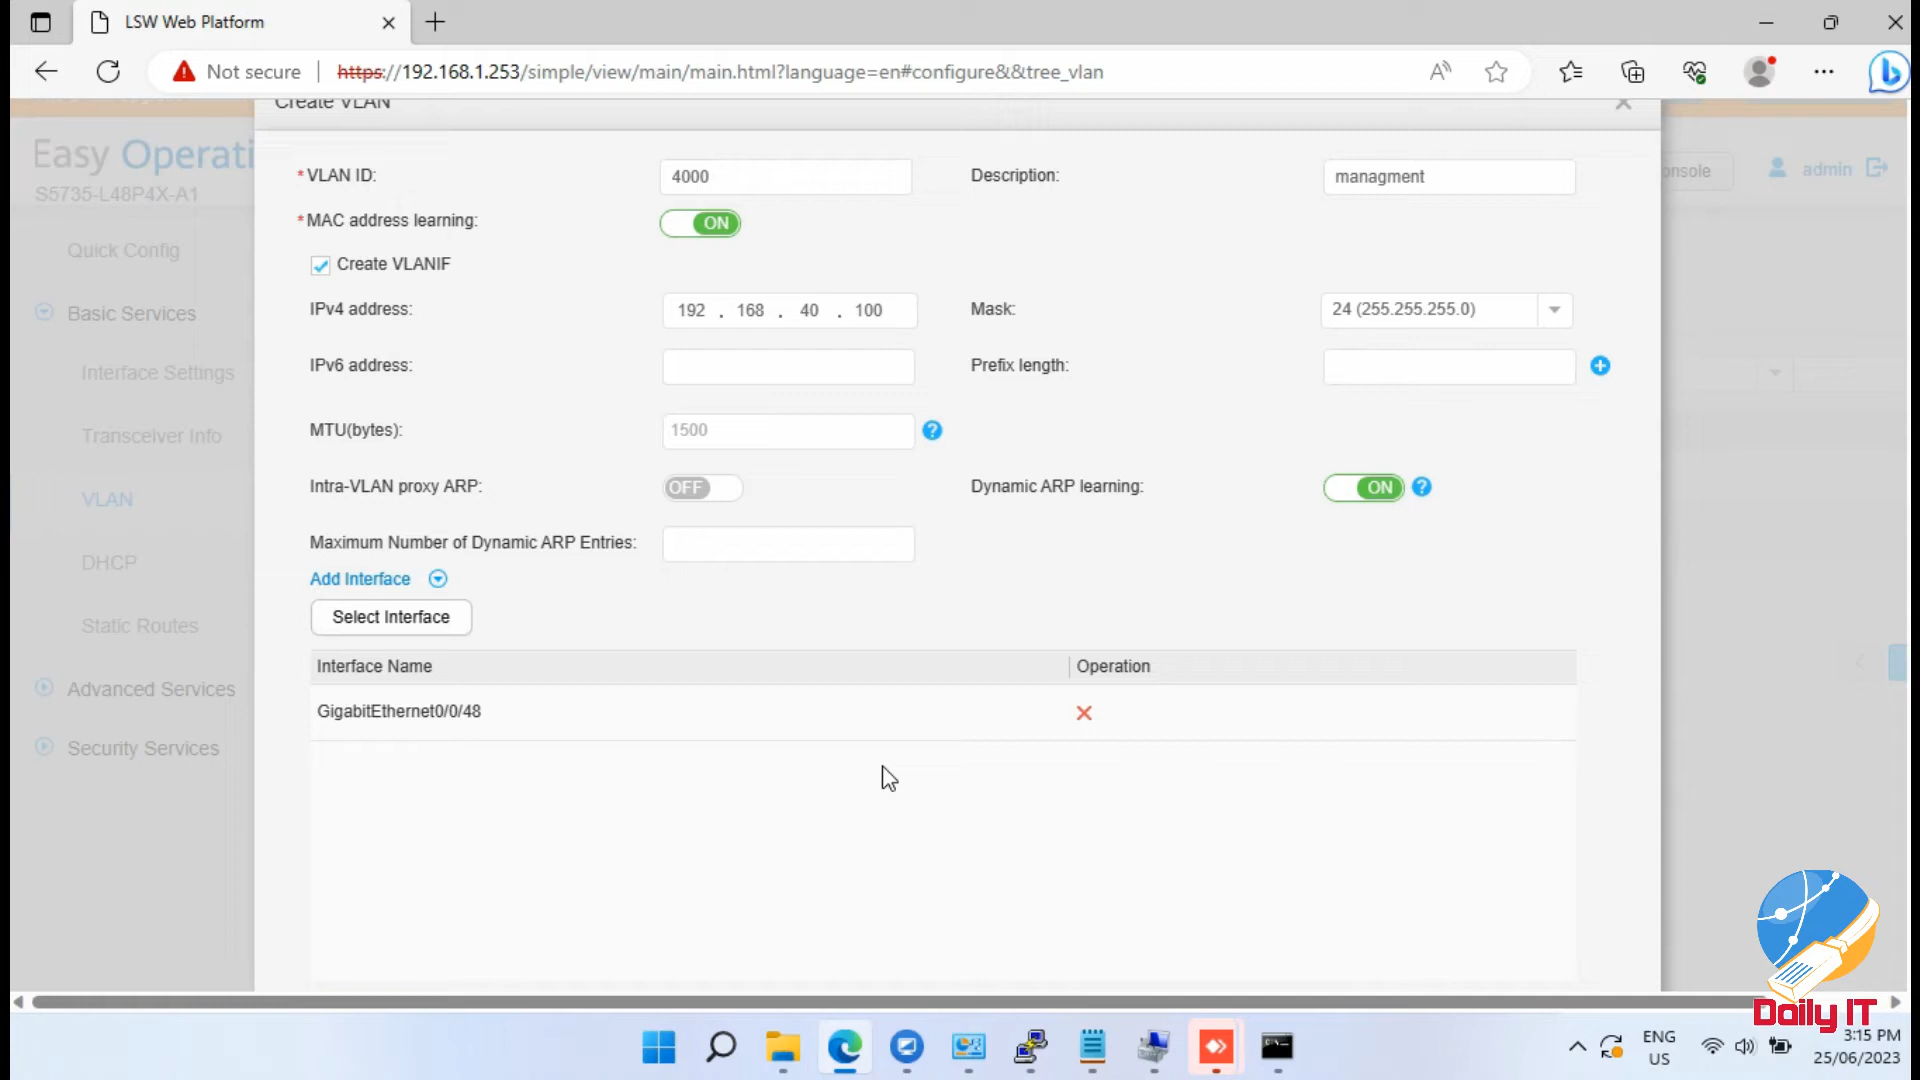 LSW Web Platform
Not secure
https://192.168.1.253/simple/view/main/main.html?language=en#configure&&tree_vlan
Create VLAN
Easy Operati
S5735-L48P4X-A1
onsole
admin
Quick Config
Basic Services
Interface Settings
Transceiver Info
VLAN
DHCP
Static Routes
Advanced Services
Security Services
*VLAN ID:
4000
Description:
managment
*MAC address learning:
ON
Create VLANIF
IPv4 address:
192 . 168 . 40 . 100
Mask:
24 (255.255.255.0)
IPv6 address:
Prefix length:
MTU(bytes):
1500
Intra-VLAN proxy ARP:
OFF
Dynamic ARP learning:
ON
Maximum Number of Dynamic ARP Entries:
Add Interface
Select Interface
Interface Name
Operation
GigabitEthernet0/0/48
Daily IT
ENG
US
3:15 PM
25/06/2023